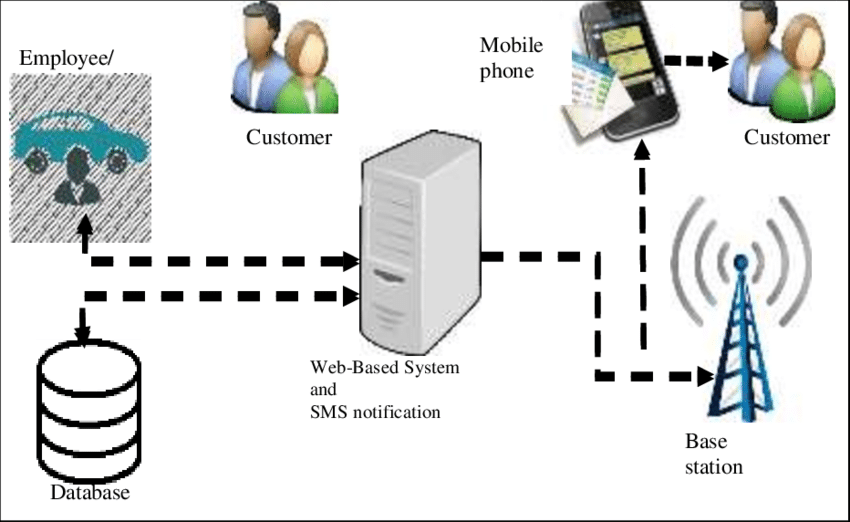 Employee/
Customer
Mobile
phone
Customer
Web-Based System
and
SMS notification
Base
station
Database